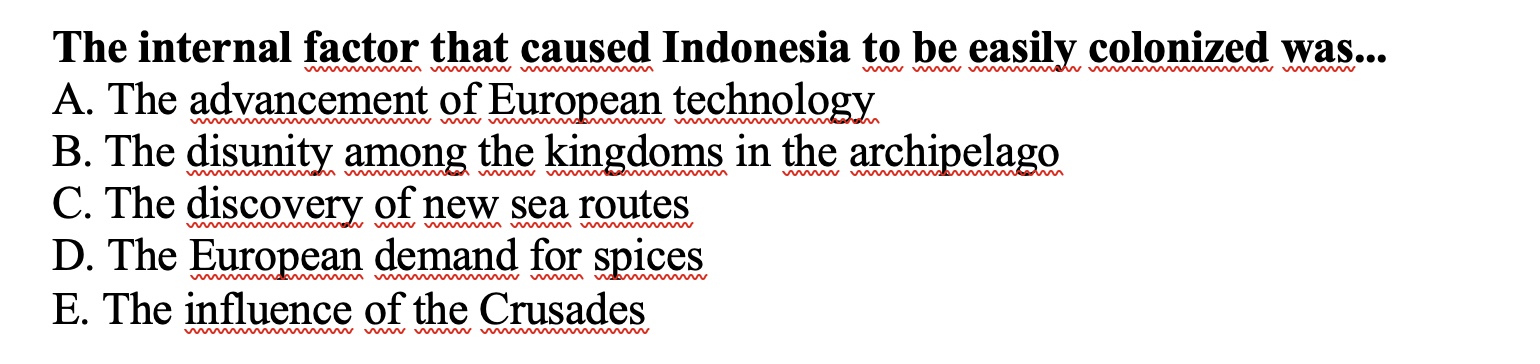 The internal factor that caused Indonesia to be easily colonized was...
A. The advancement of European technology
B. The disunity among the kingdoms in the archipelago
C. The discovery of new sea routes
D. The European demand for spices
E. The influence of the Crusades